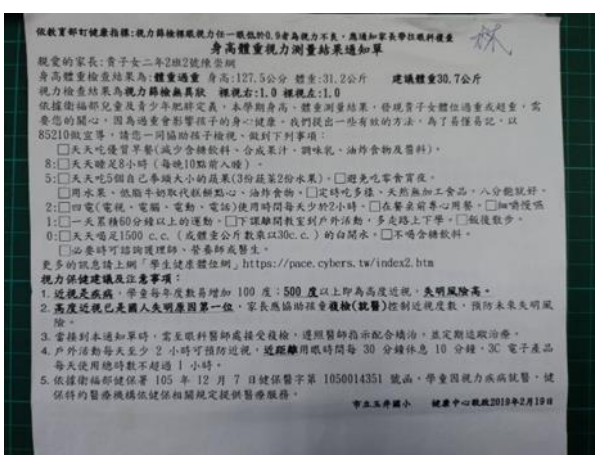 依教育部訂健康指標:視力篩檢裸眼視力任一眼低於0.9者為視力不良,應通知家長帶往眼科複查
身高體重視力測量結果通知單
親愛的家長:貴子女二年2班2號陳崇綱
身高體重檢查結果為:體重過重 身高:127.5公分 體重:31.2公斤 建議體重30.7公斤
視力檢查結果為視力篩檢無異狀 裸視右:1.0 裸視左:1.0
依據衛福部兒童及青少年肥胖定義,本學期身高、體重測量結果,發現貴子女體位過重或超重,需
要您的關心,因為過重會影響孩子的身心健康。我們提出一些有效的方法,為了易懂易記,以
85210做宣導,請您一同協助孩子檢視、做到下列事項:
□天天吃優質早餐(減少含糖飲料、合成果汁、調味乳、油炸食物及醬料)。
8:□天天睡足8小時(每晚10點前入睡)。
5:□天天吃5個自己拳頭大小的蔬果(3份蔬菜2份水果)。□避免吃零食宵夜。
□用水果、低脂牛奶取代糕餅點心、油炸食物。□定時吃多樣、天然無加工食品,八分飽就好。
2:□四電(電視、電腦、電動、電話)使用時間每天少於2小時。□在餐桌前專心用餐。□細嚼慢嚥
1:□一天累積60分鐘以上的運動。□下課離開教室到戶外活動,多走路上下學。□飯後散步。
0:□天天喝足1500 c.c.(或體重公斤數乘以30c.c.)的白開水。□不喝含糖飲料。
□必要時可諮詢護理師、營養師或醫生。
更多的訊息請上網「學生健康體位網」https://pace.cybers.tw/index2.htm
視力保健建議及注意事項:
1. 近視是疾病,學童每年度數易增加 100 度;500 度以上即為高度近視,失明風險高。
2. 高度近視已是國人失明原因第一位,家長應協助孩童複檢(就醫)控制近視度數,預防未來失明風
險。
3. 當接到本通知單時,需至眼科醫師處接受複檢,遵照醫師指示配合矯治,並定期追蹤治療。
4. 戶外活動每天至少 2 小時可預防近視,近距離用眼時間每 30 分鐘休息 10 分鐘,3C 電子產品
每天使用總時數不超過 1 小時。
5. 依據衛福部健保署 105 年 12 月 7 日健保醫字第 1050014351 號函,學童因視力疾病就醫,健
保特約醫療機構依健保相關規定提供醫療服務。
市立玉井國小 健康中心敬啟2019年2月19日